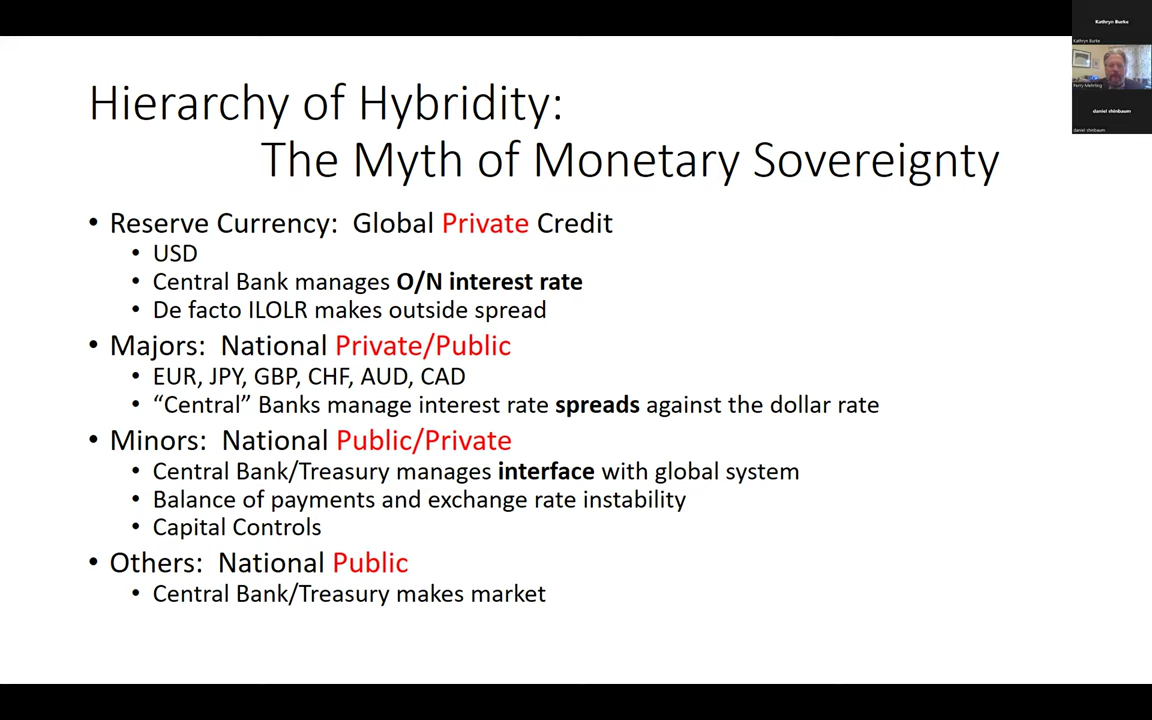 Hierarchy of Hybridity:
The Myth of Monetary Sovereignty
• Reserve Currency: Global Private Credit
• USD
• Central Bank manages O/N interest rate
• De facto ILOLR makes outside spread
• Majors: National Private/Public
• EUR, JPY, GBP, CHF, AUD, CAD
• “Central” Banks manage interest rate spreads against the dollar rate
• Minors: National Public/Private
• Central Bank/Treasury manages interface with global system
• Balance of payments and exchange rate instability
• Capital Controls
• Others: National Public
• Central Bank/Treasury makes market
Kathryn Burke
Kathryn Burke
Perry Mehrling
daniel shinbaum
daniel shinbaum